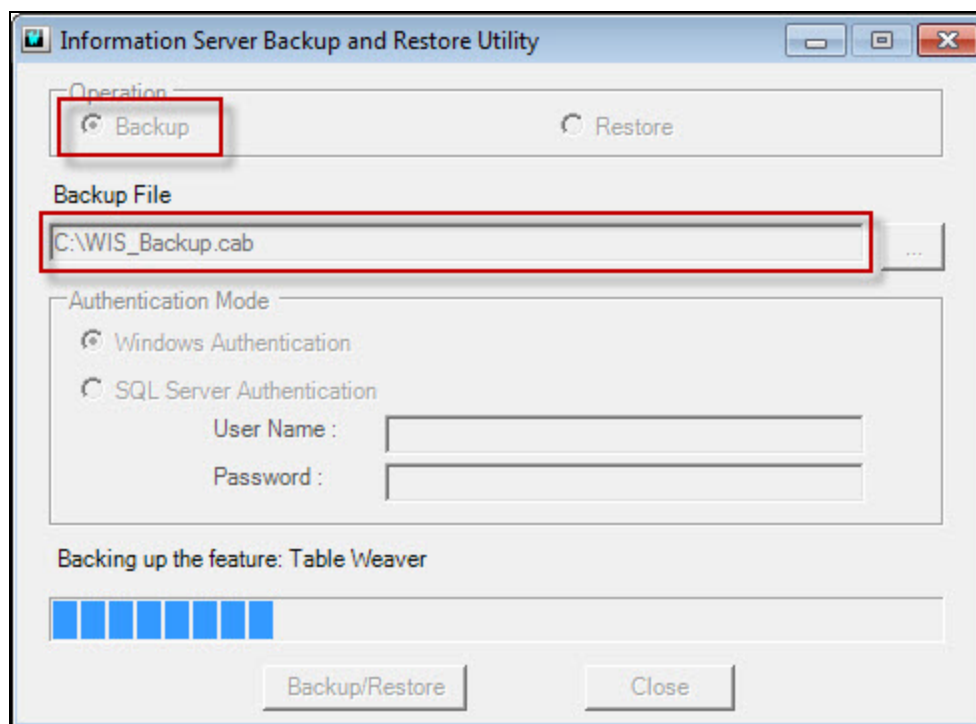 Information Server Backup and Restore Utility
Operation
Backup Restore
Backup File
C:\WIS_Backup.cab ...
Authentication Mode
Windows Authentication
SQL Server Authentication
User Name :
Password :
Backing up the feature: Table Weaver
Backup/Restore Close